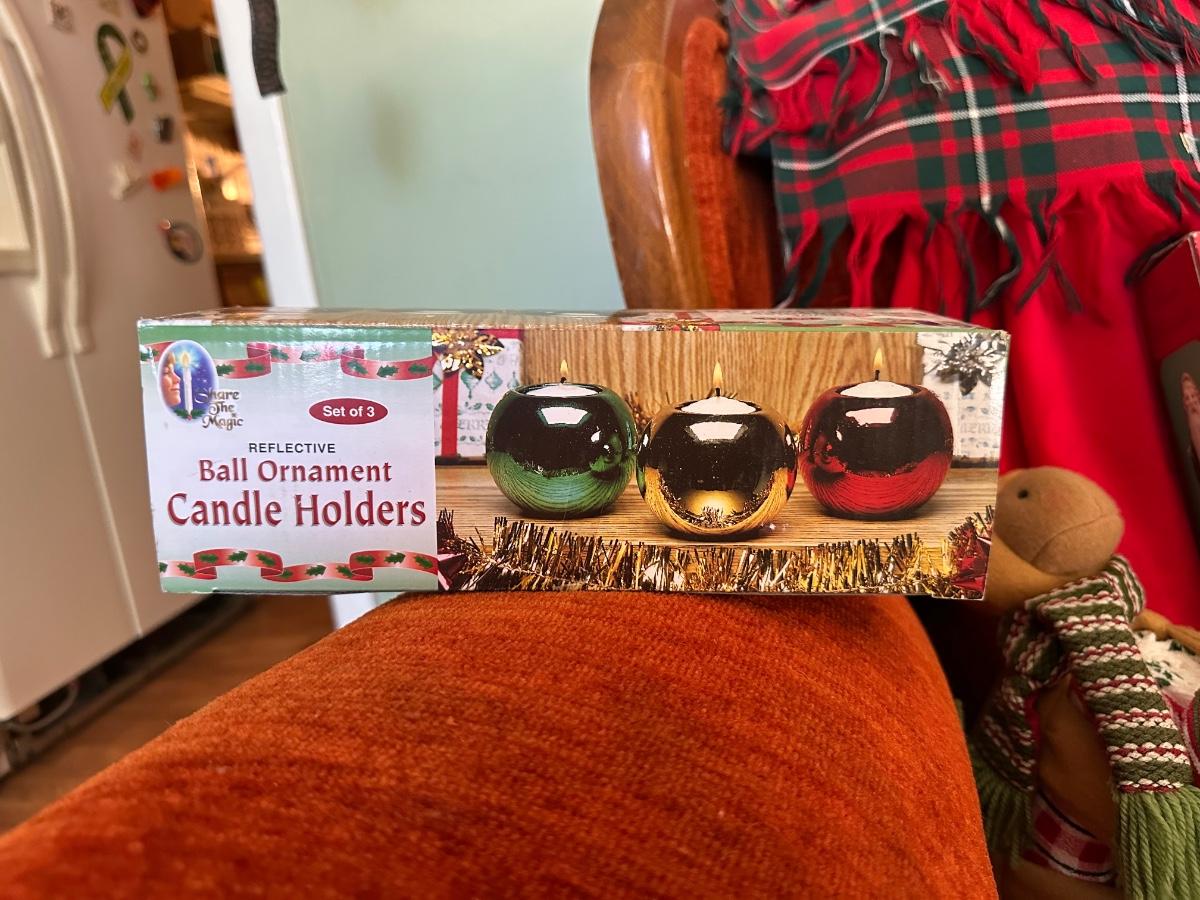 Share
The
Magic
Set of 3
REFLECTIVE
Ball Ornament
Candle Holders